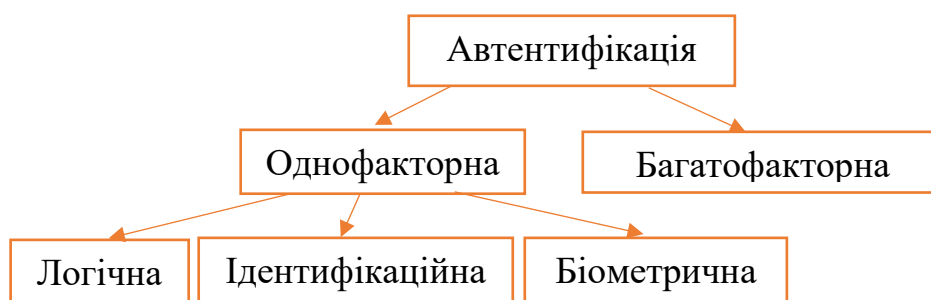 Автентифікація
Однофакторна
Багатофакторна
Логічна
Ідентифікаційна
Біометрична